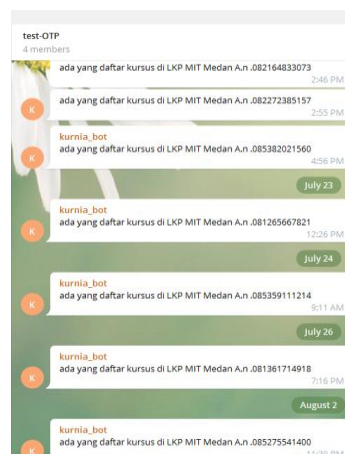 test-OTP
4 members
ada yang daftar kursus di LKP MIT Medan A.n .082164833073
2:46 PM
ada yang daftar kursus di LKP MIT Medan A.n .082272385157
2:55 PM
K
kurnia_bot
ada yang daftar kursus di LKP MIT Medan A.n .085382021560
4:56 PM
K
July 23
kurnia_bot
ada yang daftar kursus di LKP MIT Medan A.n .081265667821
12:26 PM
K
July 24
kurnia_bot
ada yang daftar kursus di LKP MIT Medan A.n .085359111214
9:11 AM
K
July 26
kurnia_bot
ada yang daftar kursus di LKP MIT Medan A.n .081361714918
7:16 PM
K
August 2
kurnia_bot
ada yang daftar kursus di LKP MIT Medan A.n .085275541400
K